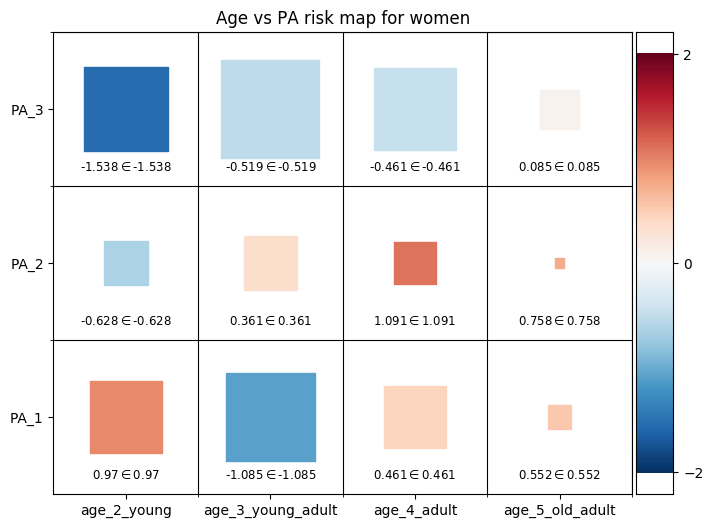 Age vs PA risk map for women
2
PA_3
-1.538 ∈ -1.538
-0.519 ∈ -0.519
-0.461 ∈ -0.461
0.085 ∈ 0.085
PA_2
0
-0.628 ∈ -0.628
0.361 ∈ 0.361
1.091 ∈ 1.091
0.758 ∈ 0.758
PA_1
0.97 ∈ 0.97
-1.085 ∈ -1.085
0.461 ∈ 0.461
0.552 ∈ 0.552
−2
age_2_young
age_3_young_adult
age_4_adult
age_5_old_adult